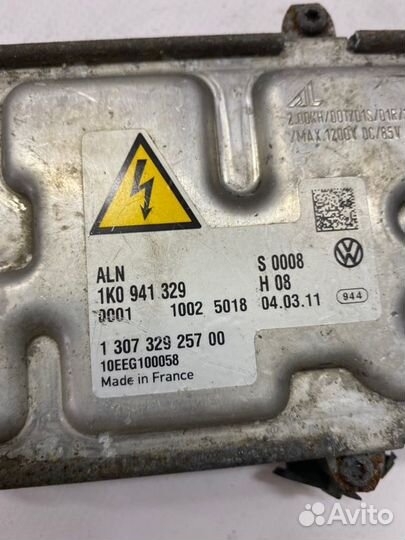 AL
/MAX 1200V DC/85V
ALN
S 0008
1K0 941 329
H 08
0001 1002 5018 04.03.11
944
1 307 329 257 00
10EEG100058
Made in France
Avito